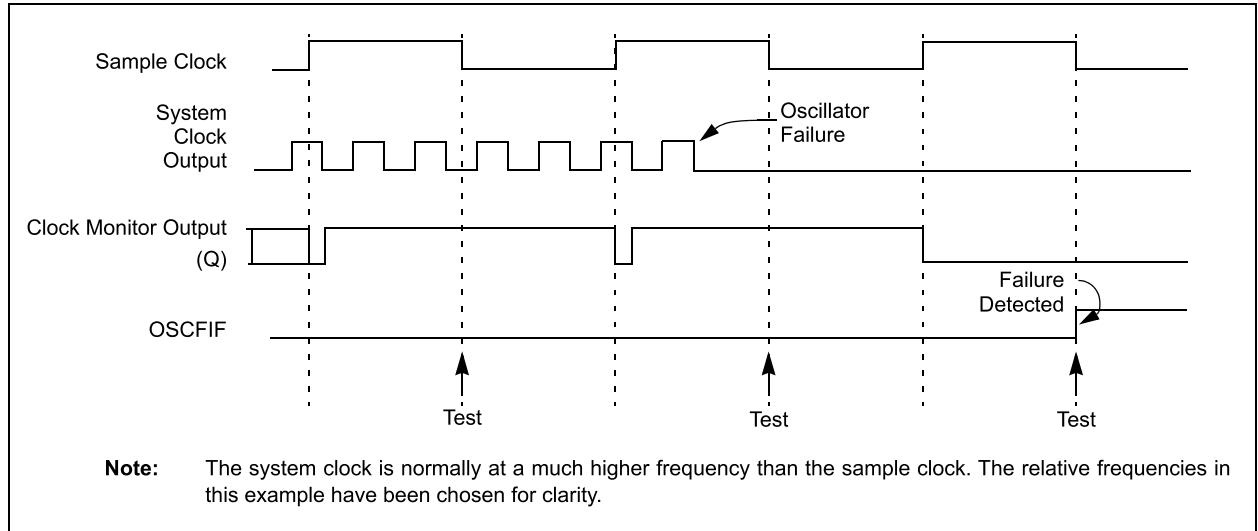 Sample Clock
System
Clock
Output
Oscillator
Failure
Clock Monitor Output
(Q)
Failure
Detected
OSCFIF
Test
Test
Test
Note: The system clock is normally at a much higher frequency than the sample clock. The relative frequencies in
this example have been chosen for clarity.